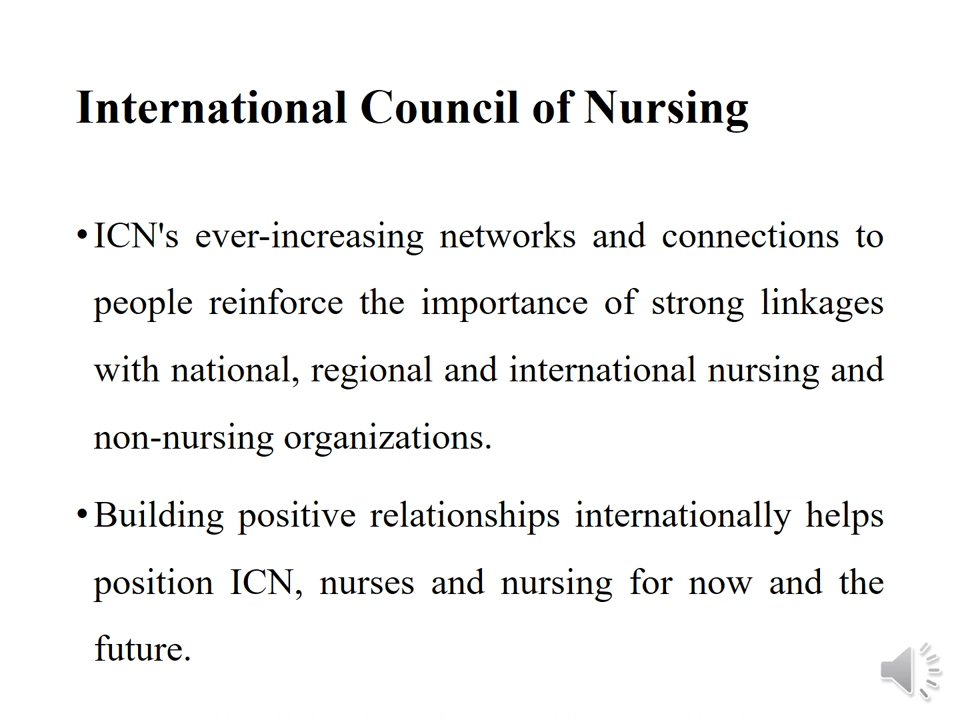 International Council of Nursing
•ICN's ever-increasing networks and connections to
people reinforce the importance of strong linkages
with national, regional and international nursing and
non-nursing organizations.
•Building positive relationships internationally helps
position ICN, nurses and nursing for now and the
future.